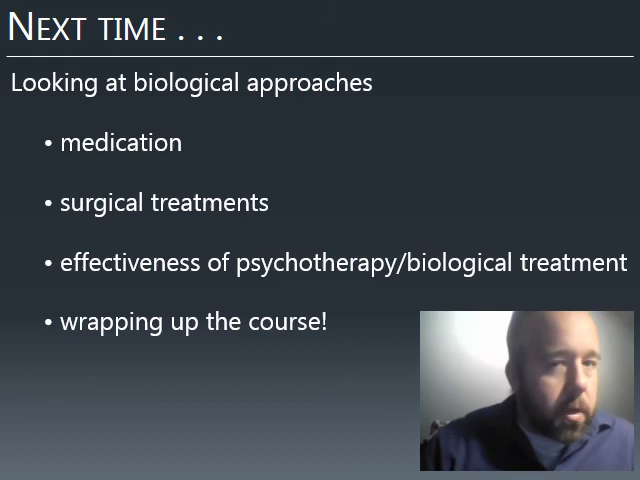 NEXT TIME . . .
Looking at biological approaches
• medication
• surgical treatments
• effectiveness of psychotherapy/biological treatment
• wrapping up the course!